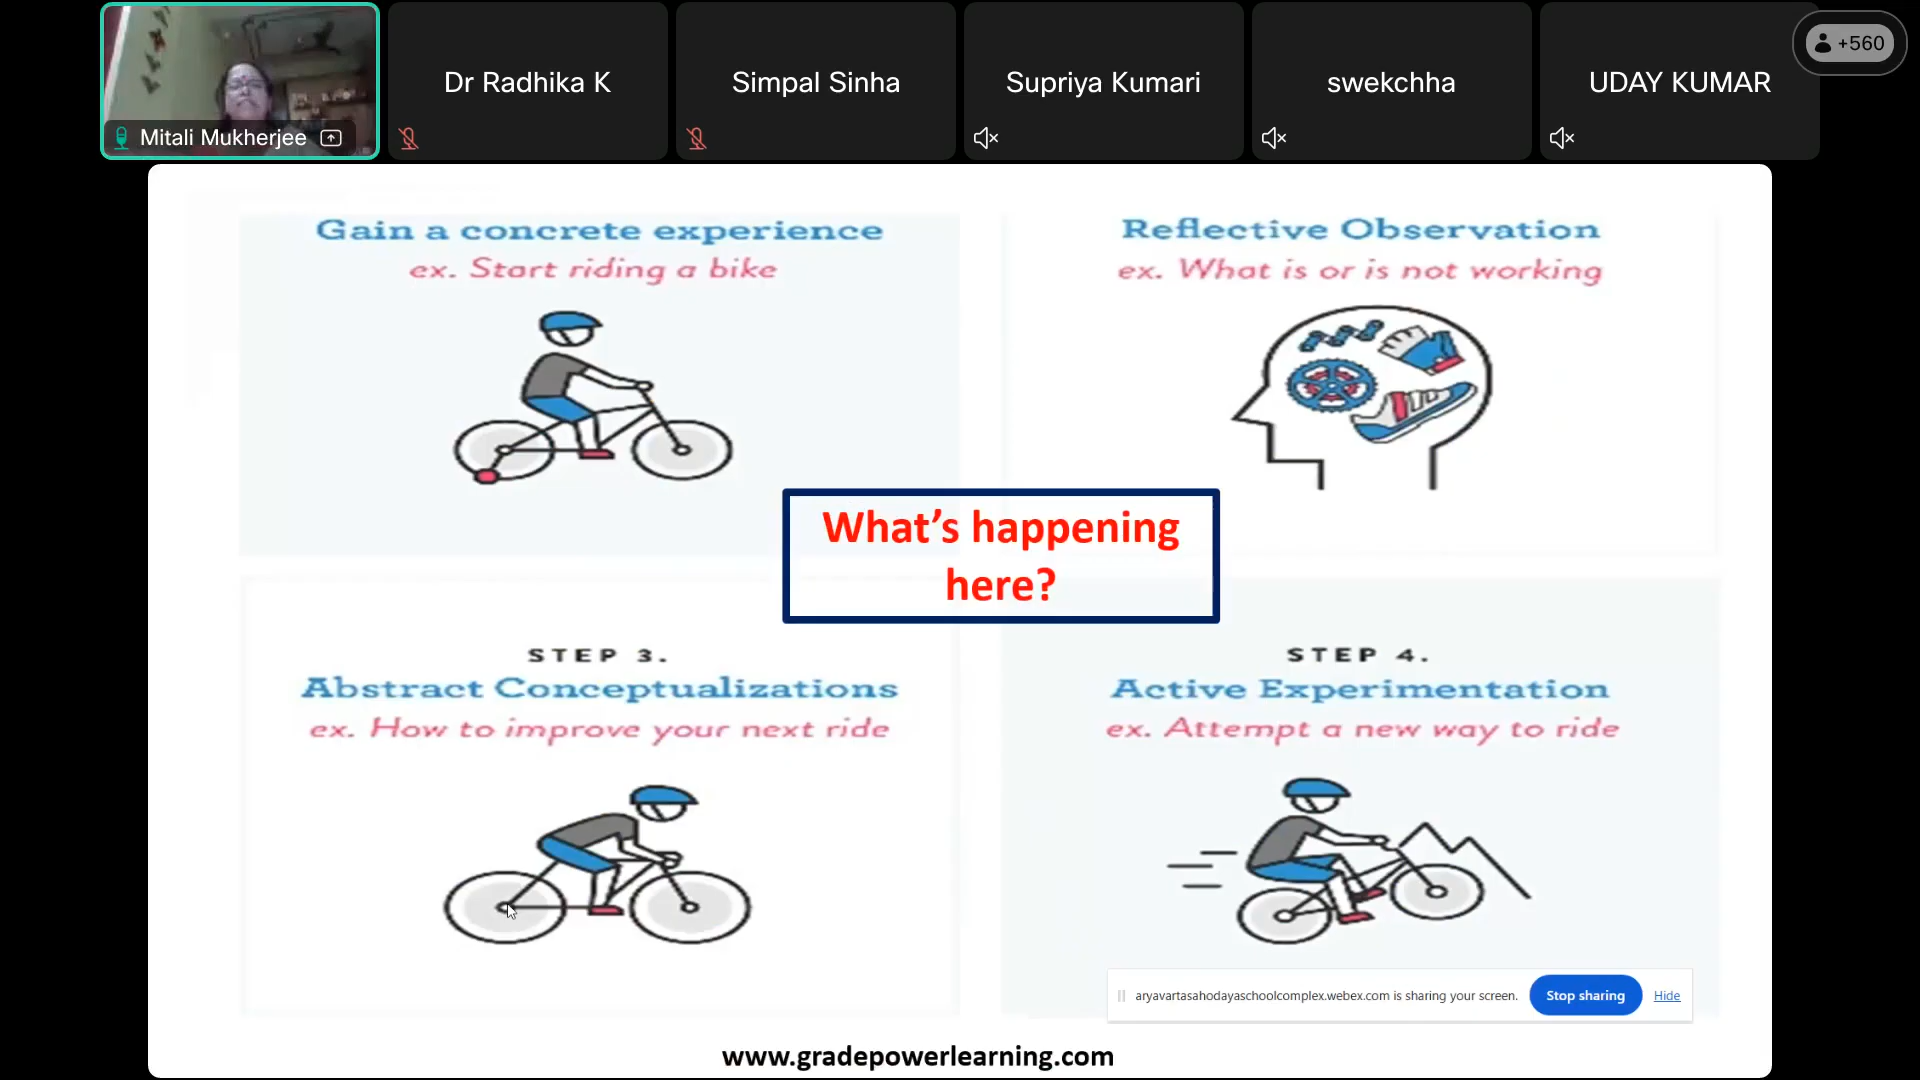 Dr Radhika K
Simpal Sinha
Supriya Kumari
swekchha
UDAY KUMAR
+560
Mitali Mukherjee
Gain a concrete experience
ex. Start riding a bike
Reflective Observation
ex. What is or is not working
What’s happening
here?
STEP 3.
Abstract Conceptualizations
ex. How to improve your next ride
STEP 4.
Active Experimentation
ex. Attempt a new way to ride
aryavartasahodayaschoolcomplex.webex.com is sharing your screen.
Stop sharing
Hide
www.gradepowerlearning.com